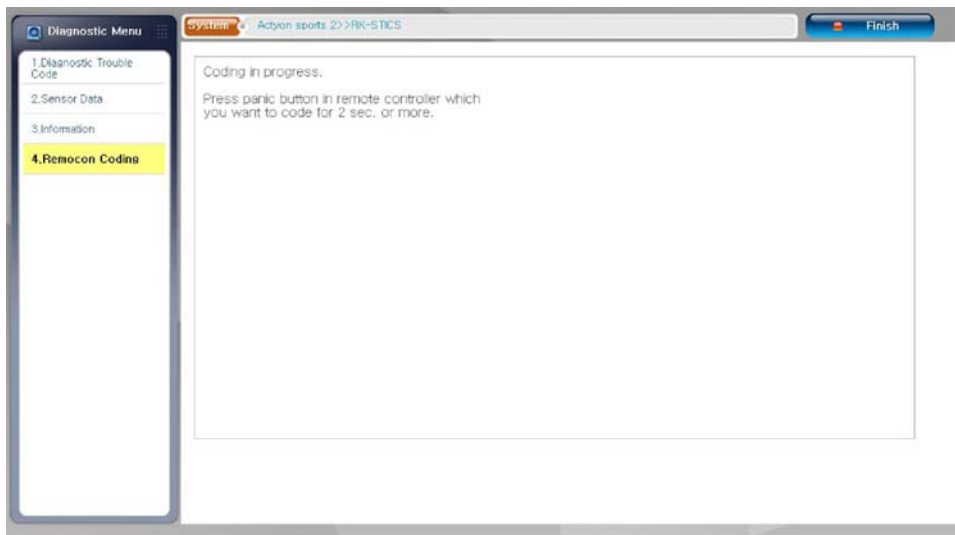 Diagnostic Menu
System
Actyon sports 2>>RK-STICS
Finish
1.Diagnostic Trouble
Code
2.Sensor Data
3.Information
4.Remocon Coding
Coding in progress.
Press panic button in remote controller which
you want to code for 2 sec. or more.